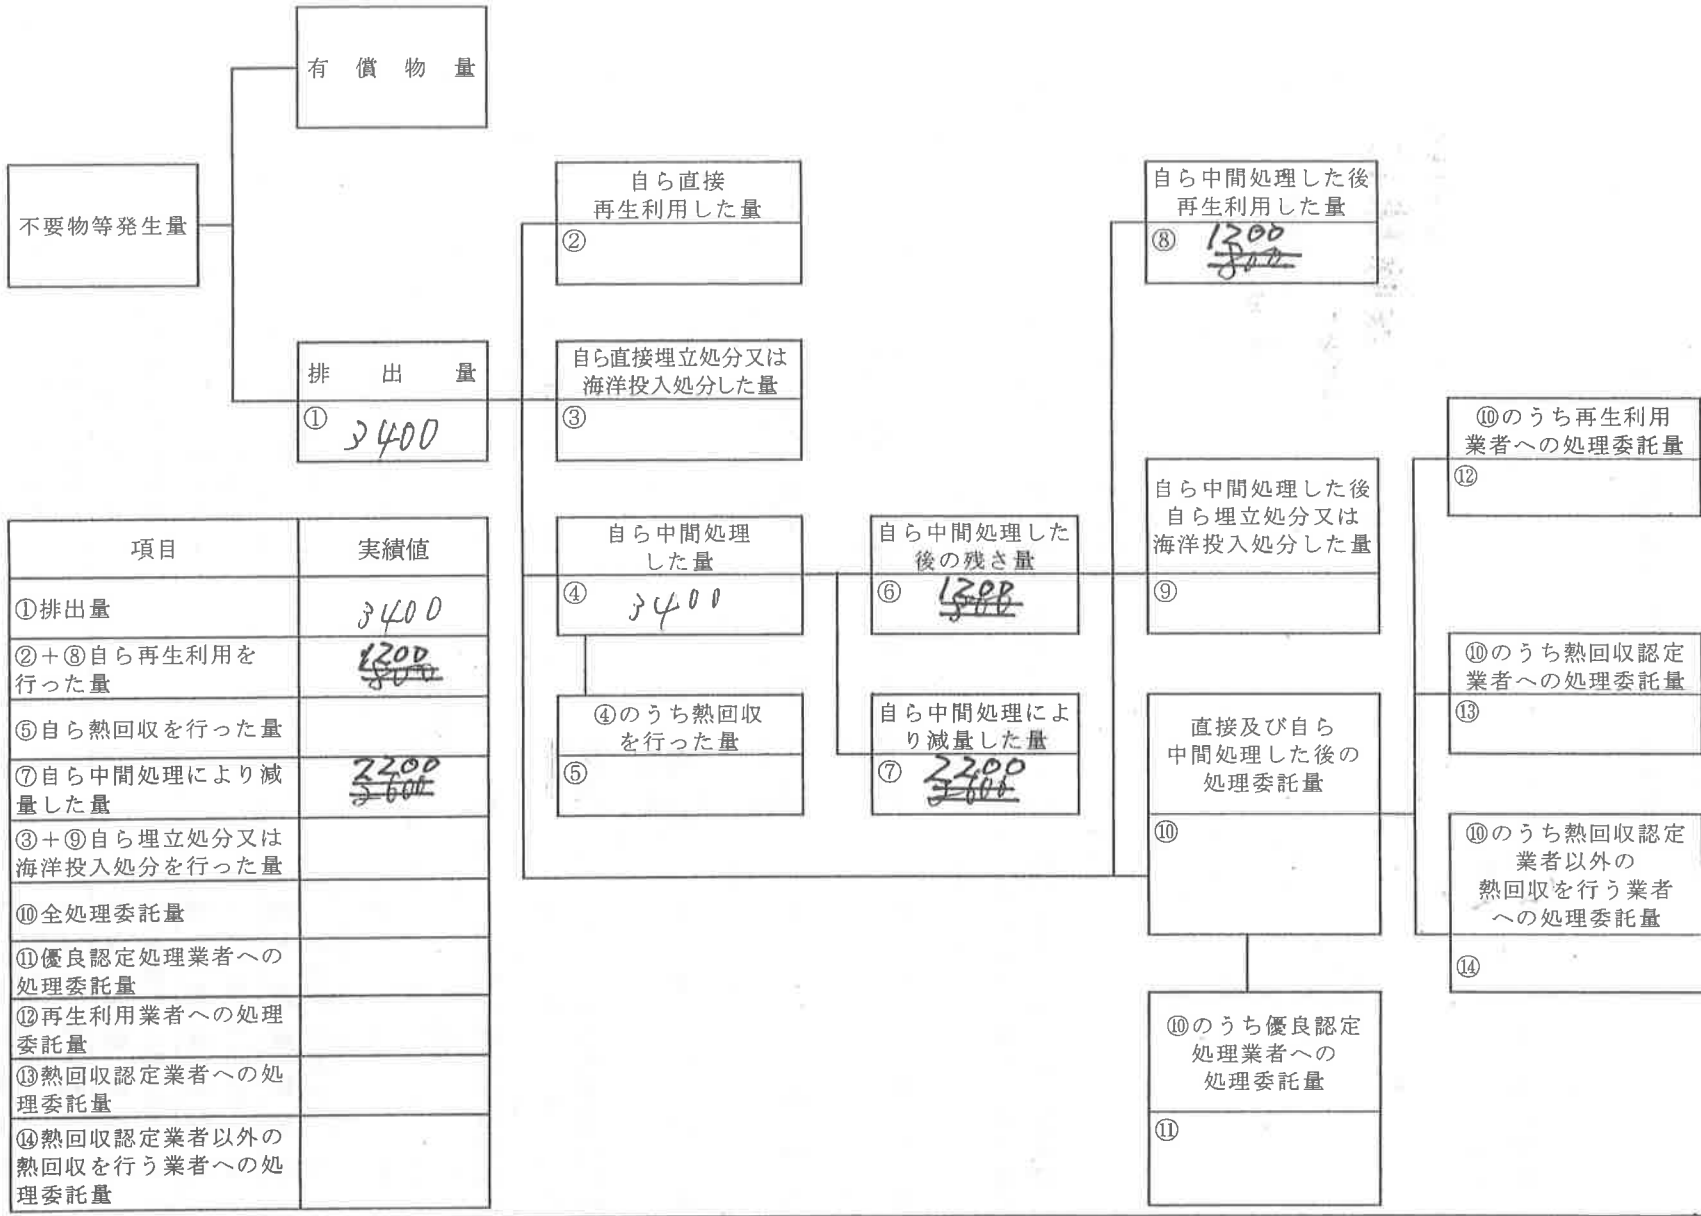 有償物量
不要物等発生量
排出量
① 3400
自ら直接
再生利用した量
②
自ら直接埋立処分又は
海洋投入処分した量
③
自ら中間処理
した量
④ 3400
④のうち熱回収
を行った量
⑤
自ら中間処理した
後の残さ量
⑥ 1200
800
自ら中間処理によ
り減量した量
⑦ 2200
2600
自ら中間処理した後
再生利用した量
⑧ 1200
800
自ら中間処理した後
自ら埋立処分又は
海洋投入処分した量
⑨
直接及び自ら
中間処理した後の
処理委託量
⑩
⑩のうち優良認定
処理業者への
処理委託量
⑪
⑩のうち再生利用
業者への処理委託量
⑫
⑩のうち熱回収認定
業者への処理委託量
⑬
⑩のうち熱回収認定
業者以外の
熱回収を行う業者
への処理委託量
⑭
項目 実績値
①排出量 3400
②+⑧自ら再生利用を
行った量
1200
800
⑤自ら熱回収を行った量
⑦自ら中間処理により減
量した量
2200
2600
③+⑨自ら埋立処分又は
海洋投入処分を行った量
⑩全処理委託量
⑪優良認定処理業者への
処理委託量
⑫再生利用業者への処理
委託量
⑬熱回収認定業者への処
理委託量
⑭熱回収認定業者以外の
熱回収を行う業者への処
理委託量